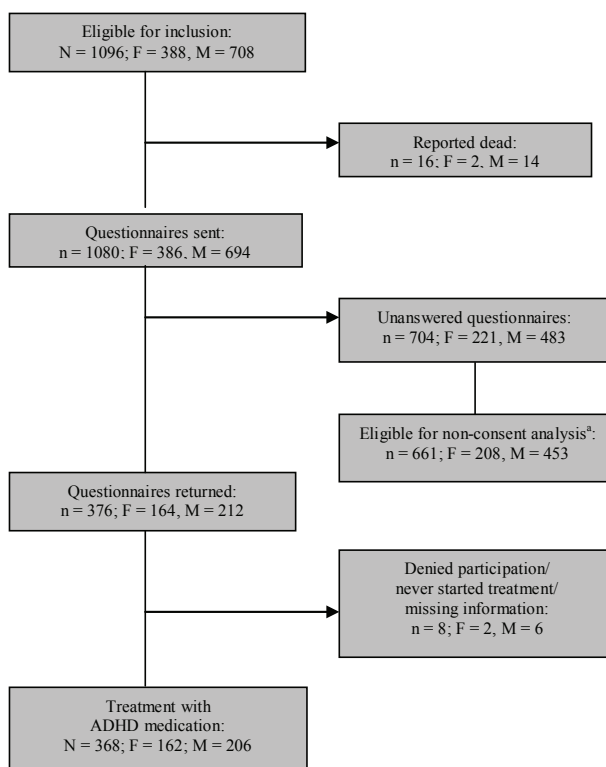 Eligible for inclusion:
N = 1096; F = 388, M = 708
Reported dead:
n = 16; F = 2, M = 14
Questionnaires sent:
n = 1080; F = 386, M = 694
Unanswered questionnaires:
n = 704; F = 221, M = 483
Eligible for non-consent analysisᵃ:
n = 661; F = 208, M = 453
Questionnaires returned:
n = 376; F = 164, M = 212
Denied participation/
never started treatment/
missing information:
n = 8; F = 2, M = 6
Treatment with
ADHD medication:
N = 368; F = 162; M = 206